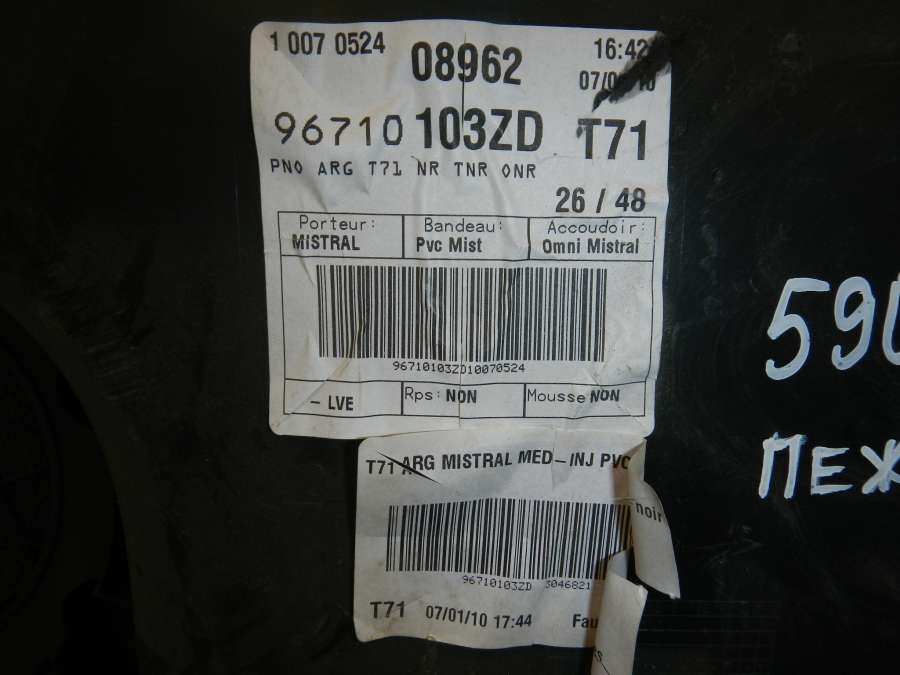 1 007 0524
08962
16:42
96710 103ZD T71
PNO ARG T71 NR TNR ONR
26 / 48
Porteur: MISTRAL
Bandeau: Pvc Mist
Accoudoir: Omni Mistral
96710103ZD10070524
- LVE
Rps: NON
Mousse NON
T71 ARG MISTRAL MED-INJ PVC
noir
96710103ZD 3046821
T71 07/01/10 17:44
590
ПЕЖ